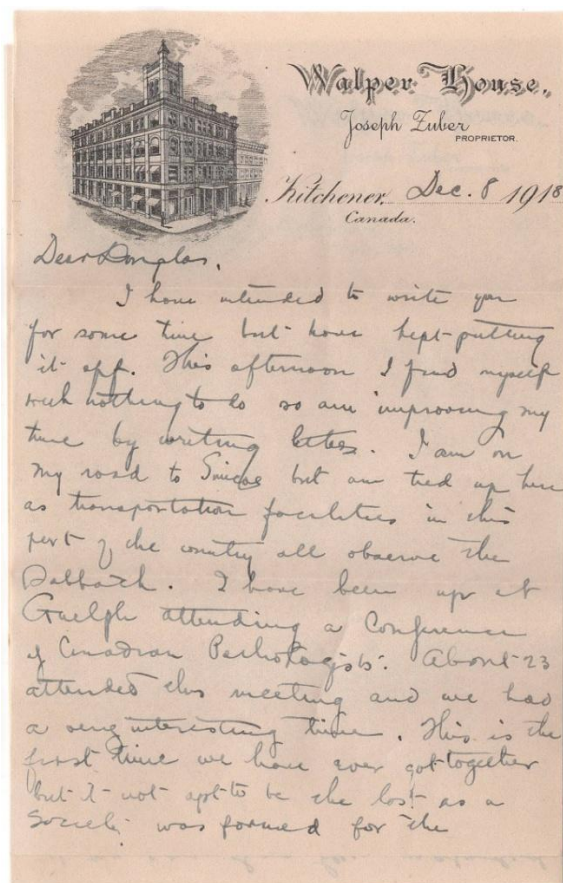 Walper House.
Joseph Zuber
PROPRIETOR.
Kitchener, Dec. 8 1918
Canada.
Dear Douglas,
I have intended to write you
for some time but have kept putting
it off. This afternoon I find myself
with nothing to do so am improving my
time by writing letters. I am on
my road to Simcoe but am tied up here
as transportation facilities in this
part of the country all observe the
Sabbath. I have been up at
Guelph attending a Conference
of Canadian Pathologists. About 23
attended this meeting and we had
a very interesting time. This is the
first time we have ever got together
but it not apt to be the last as a
Society was formed for the